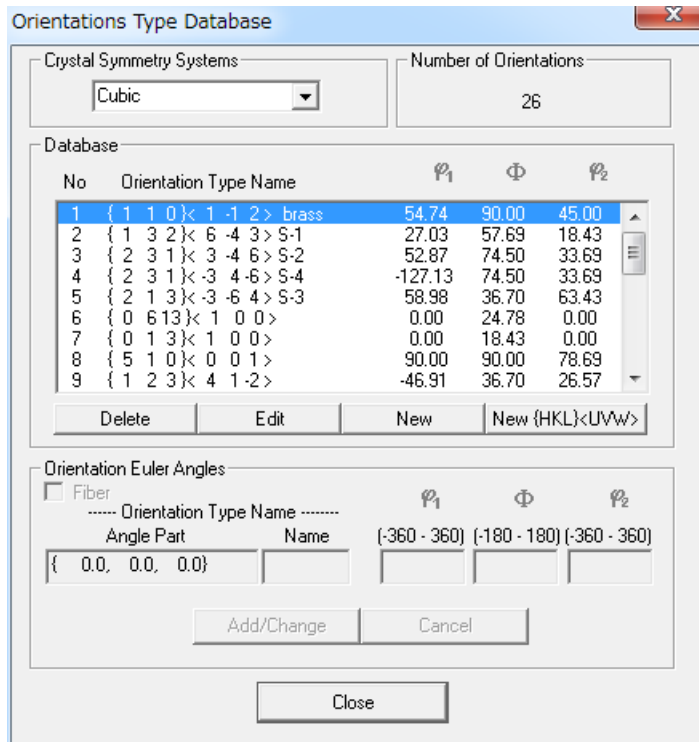 Orientations Type Database
Crystal Symmetry Systems
Cubic
Number of Orientations
26
Database
No Orientation Type Name φ1 Φ φ2
1 { 1 1 0}< 1 -1 2> brass 54.74 90.00 45.00
2 { 1 3 2}< 6 -4 3> S-1 27.03 57.69 18.43
3 { 2 3 1}< 3 -4 6> S-2 52.87 74.50 33.69
4 { 2 3 1}<-3 4 -6> S-4 -127.13 74.50 33.69
5 { 2 1 3}<-3 -6 4> S-3 58.98 36.70 63.43
6 { 0 6 13}< 1 0 0> 0.00 24.78 0.00
7 { 0 1 3}< 1 0 0> 0.00 18.43 0.00
8 { 5 1 0}< 0 0 1> 90.00 90.00 78.69
9 { 1 2 3}< 4 1 -2> -46.91 36.70 26.57
Delete Edit New New {HKL}<UVW>
Orientation Euler Angles
Fiber
------ Orientation Type Name --------
φ1 Φ φ2
Angle Part Name (-360 - 360) (-180 - 180) (-360 - 360)
{ 0.0, 0.0, 0.0}
Add/Change Cancel
Close